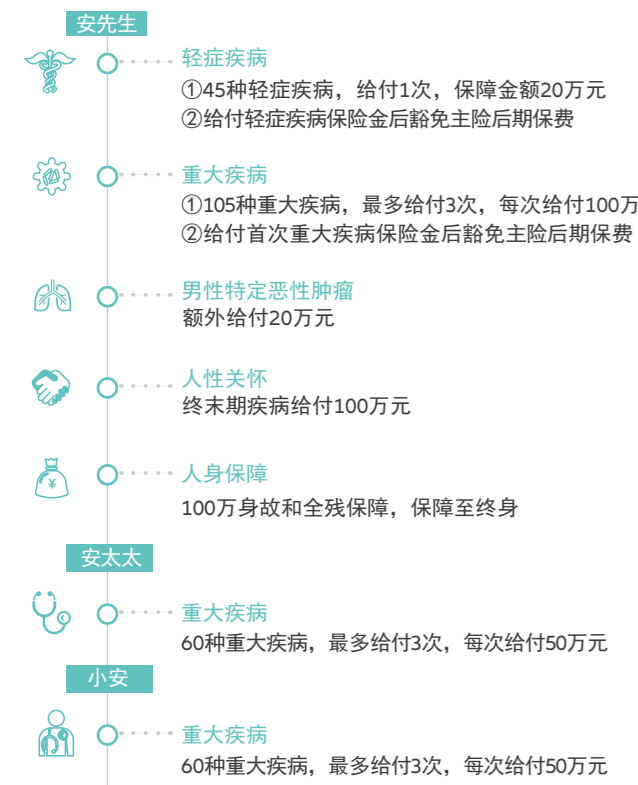 安先生
轻症疾病
①45种轻症疾病，给付1次，保障金额20万元
②给付轻症疾病保险金后豁免主险后期保费
重大疾病
①105种重大疾病，最多给付3次，每次给付100万
②给付首次重大疾病保险金后豁免主险后期保费
男性特定恶性肿瘤
额外给付20万元
人性关怀
终末期疾病给付100万元
¥
人身保障
100万身故和全残保障，保障至终身
安太太
重大疾病
60种重大疾病，最多给付3次，每次给付50万元
小安
重大疾病
60种重大疾病，最多给付3次，每次给付50万元